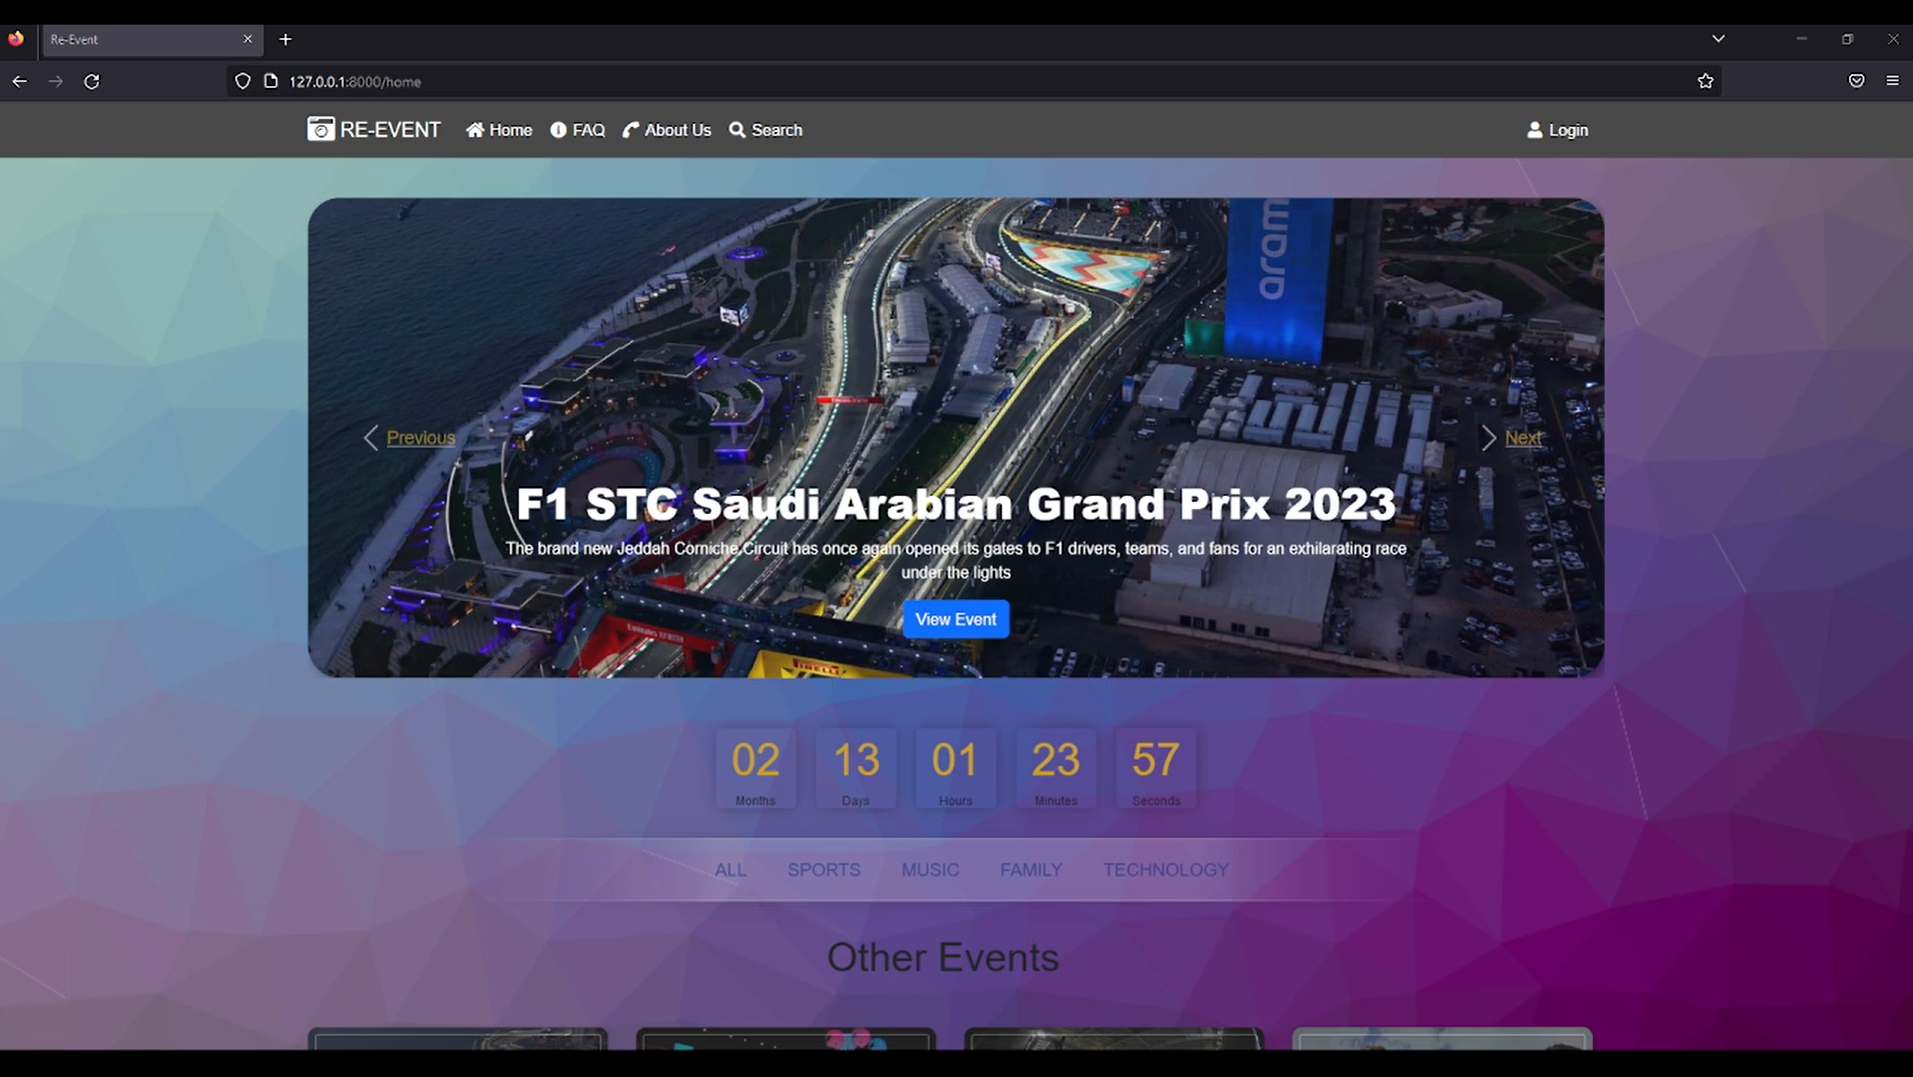 Re-Event
127.0.0.1:8000/home
RE-EVENT Home FAQ About Us Search Login
aram
Previous
Next
F1 STC Saudi Arabian Grand Prix 2023
The brand new Jeddah Corniche Circuit has once again opened its gates to F1 drivers, teams, and fans for an exhilarating race
under the lights
View Event
PIRELLI
02 13 01 23 57
Months Days Hours Minutes Seconds
ALL SPORTS MUSIC FAMILY TECHNOLOGY
Other Events